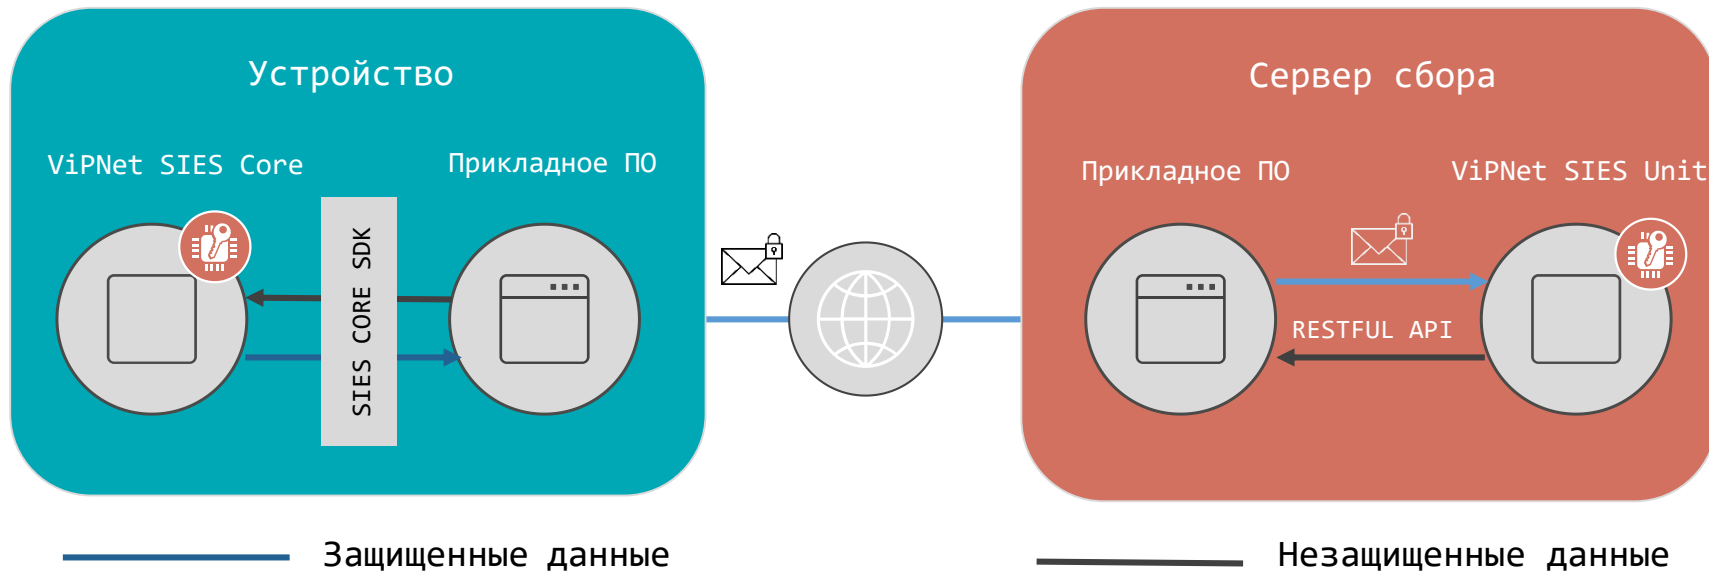 Устройство
ViPNet SIES Core
Прикладное ПО
SIES CORE SDK
Сервер сбора
Прикладное ПО
ViPNet SIES Unit
RESTFUL API
Защищенные данные
Незащищенные данные